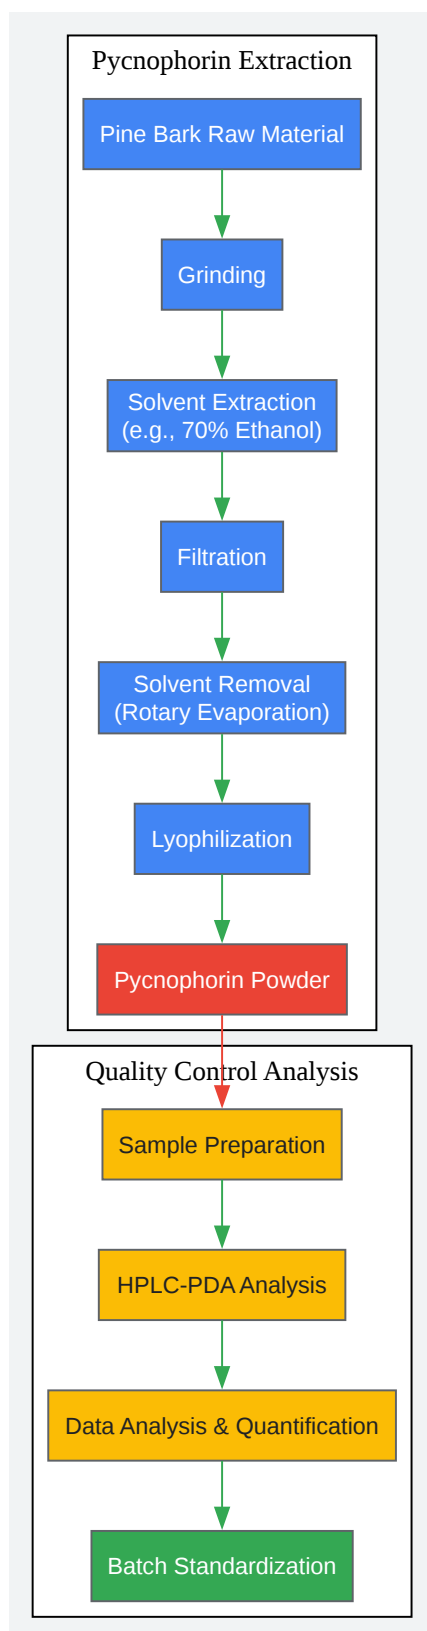 Pycnophorin Extraction
Pine Bark Raw Material
Grinding
Solvent Extraction
(e.g., 70% Ethanol)
Filtration
Solvent Removal
(Rotary Evaporation)
Lyophilization
Pycnophorin Powder
Quality Control Analysis
Sample Preparation
HPLC-PDA Analysis
Data Analysis & Quantification
Batch Standardization